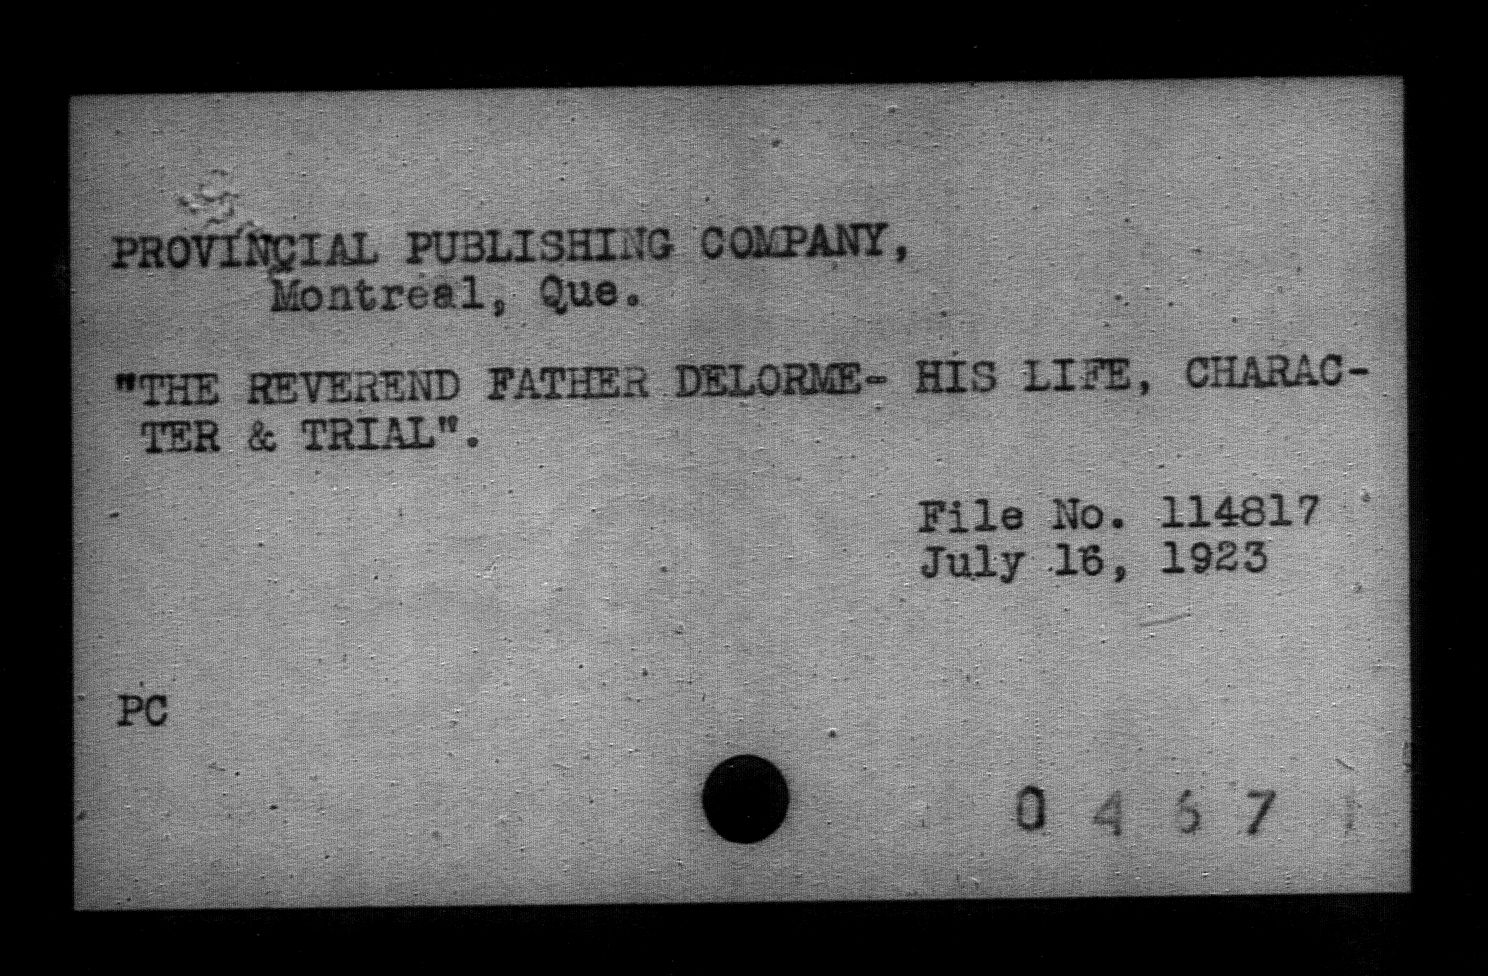 PROVINCIAL PUBLISHING COMPANY,
Montreal, Que.
"THE REVEREND FATHER DELORME- HIS LIFE, CHARAC-
TER & TRIAL".
File No. 114817
July 16, 1923
PC
0 4 6 7 1